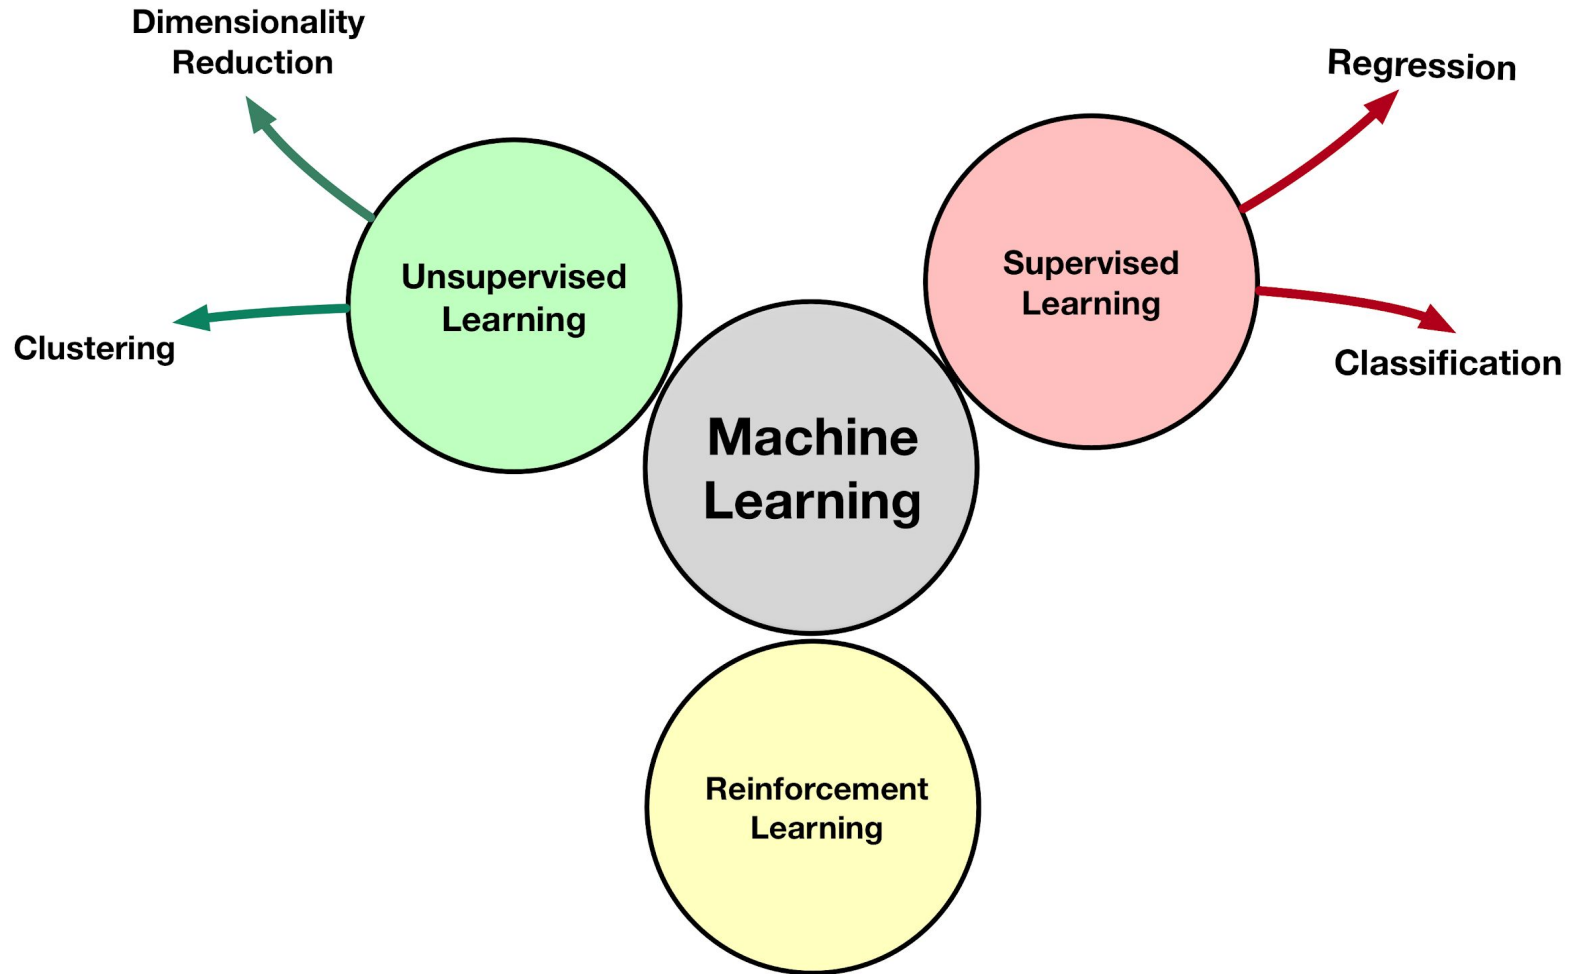 Dimensionality
Reduction
Regression
Unsupervised
Learning
Supervised
Learning
Clustering
Classification
Machine
Learning
Reinforcement
Learning